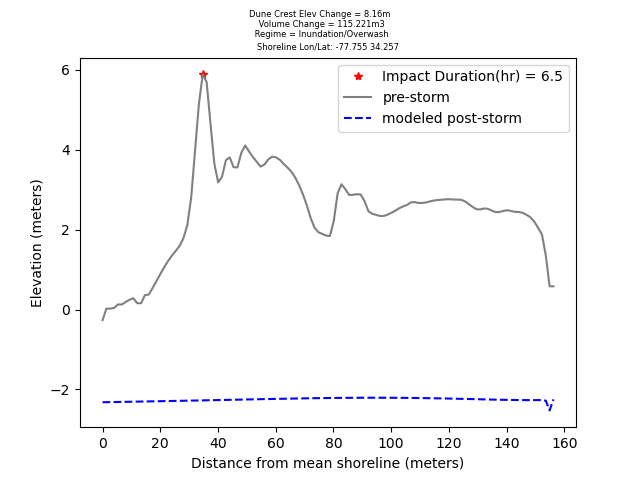 Dune Crest Elev Change = 8.16m
Volume Change = 115.221m3
Regime = Inundation/Overwash
Shoreline Lon/Lat: -77.755 34.257
Impact Duration(hr) = 6.5
pre-storm
modeled post-storm
Elevation (meters)
6
4
2
0
−2
0 20 40 60 80 100 120 140 160
Distance from mean shoreline (meters)